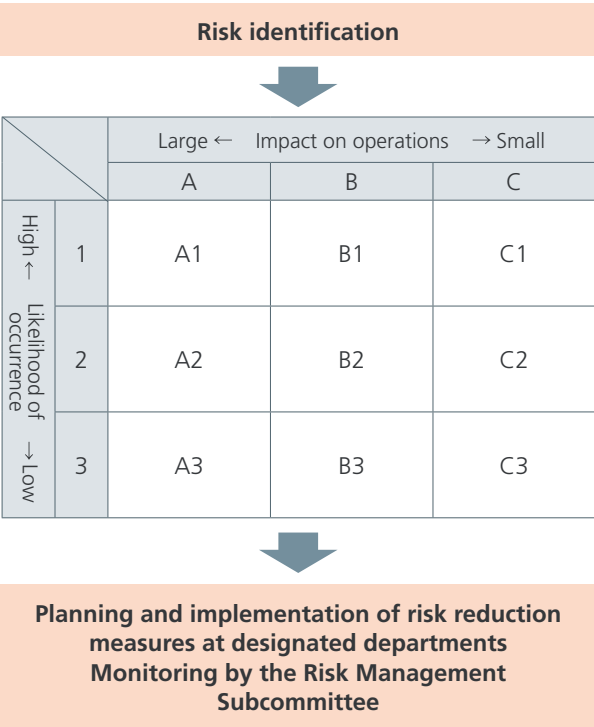 Risk identification
Large ← Impact on operations → Small
A B C
High ← Likelihood of occurrence → Low
1 A1 B1 C1
2 A2 B2 C2
3 A3 B3 C3
Planning and implementation of risk reduction
measures at designated departments
Monitoring by the Risk Management
Subcommittee